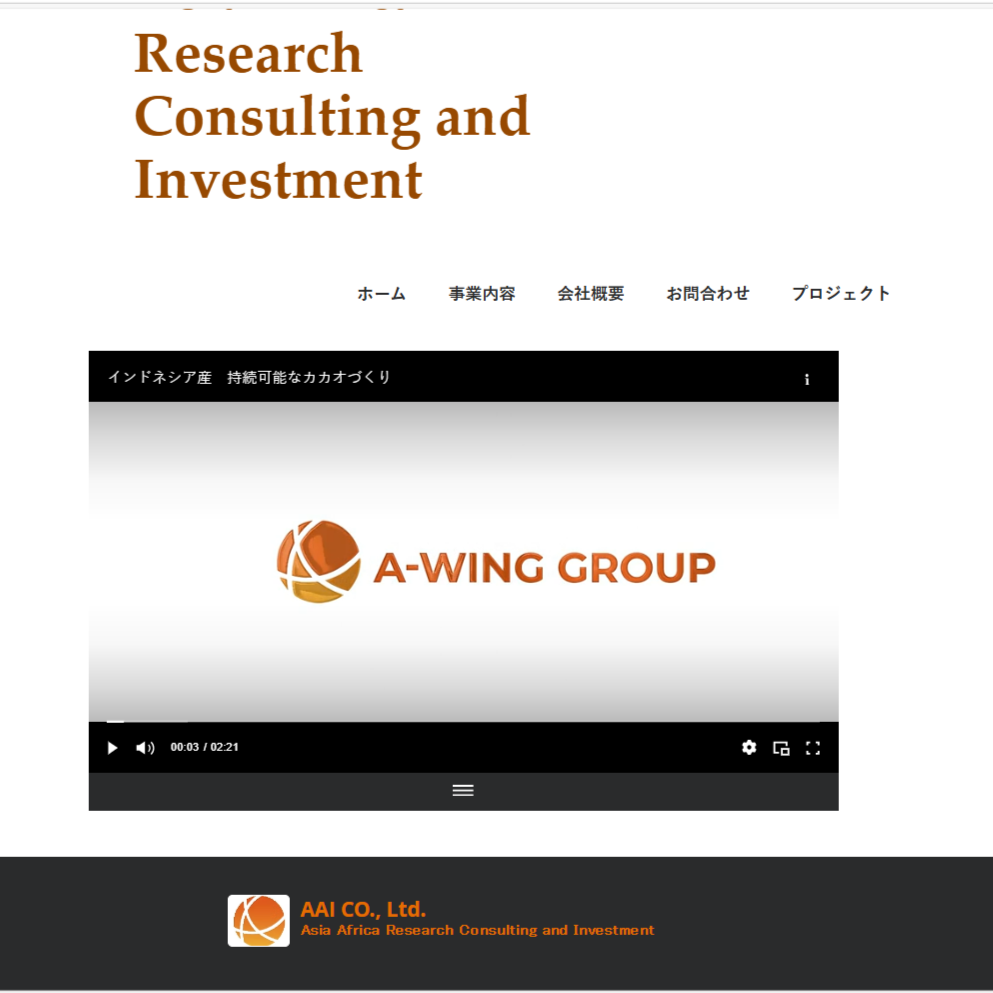 Research
Consulting and
Investment
ホーム 事業内容 会社概要 お問合わせ プロジェクト
インドネシア産　持続可能なカカオづくり
A-WING GROUP
00:03 / 02:21
AAI CO., Ltd.
Asia Africa Research Consulting and Investment